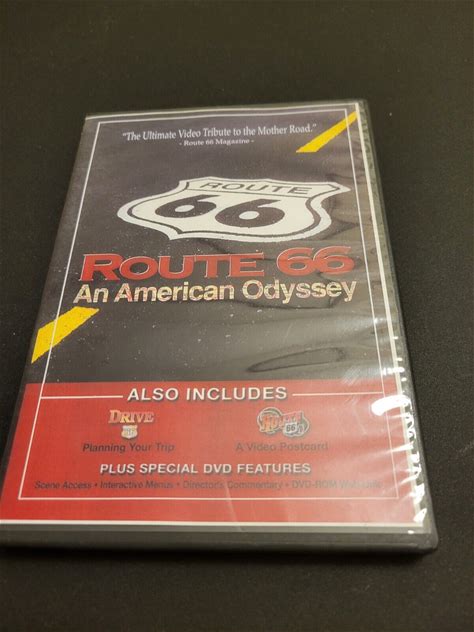 "The Ultimate Video Tribute to the Mother Road."
- Route 66 Magazine -
ROUTE
66
ROUTE 66
An American Odyssey
ALSO INCLUDES
DRIVE
Planning Your Trip
A Video Postcard
PLUS SPECIAL DVD FEATURES
Scene Access • Interactive Menus • Director's Commentary • DVD-ROM